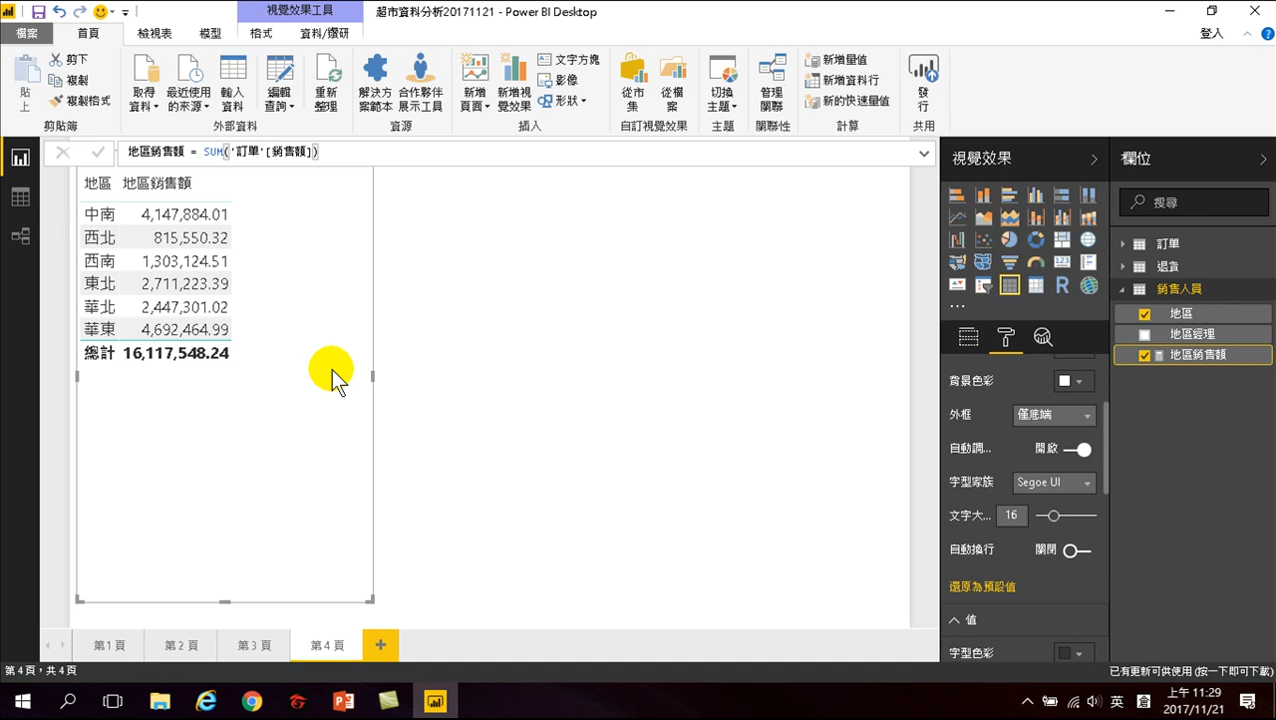 視覺效果工具
超市資料分析20171121 - Power BI Desktop
檔案 首頁 檢視表 模型 格式 資料/鑽研 登入
貼上
剪下
複製
複製格式
取得資料
最近使用的來源
輸入資料
編輯查詢
重新整理
解決方案範本
合作夥伴展示工具
新增頁面
新增視覺效果
文字方塊
影像
形狀
從市集
從檔案
切換主題
管理關聯
新增量值
新增資料行
新的快速量值
發行
剪貼簿 外部資料 資源 插入 自訂視覺效果 主題 關聯性 計算 共用
地區銷售額 = SUM('訂單'[銷售額])
地區 地區銷售額
中南 4,147,884.01
西北 815,550.32
西南 1,303,124.51
東北 2,711,223.39
華北 2,447,301.02
華東 4,692,464.99
總計 16,117,548.24
視覺效果
R
123
背景色彩
外框 僅底端
自動調... 開啟
字型家族 Segoe UI
文字大... 16
自動換行 關閉
還原為預設值
值
字型色彩
欄位
搜尋
訂單
退貨
銷售人員
地區
地區經理
地區銷售額
第1頁 第2頁 第3頁 第4頁
第 4 頁，共 4 頁
已有更新可供使用 (按一下即可下載)
英
上午 11:29
2017/11/21